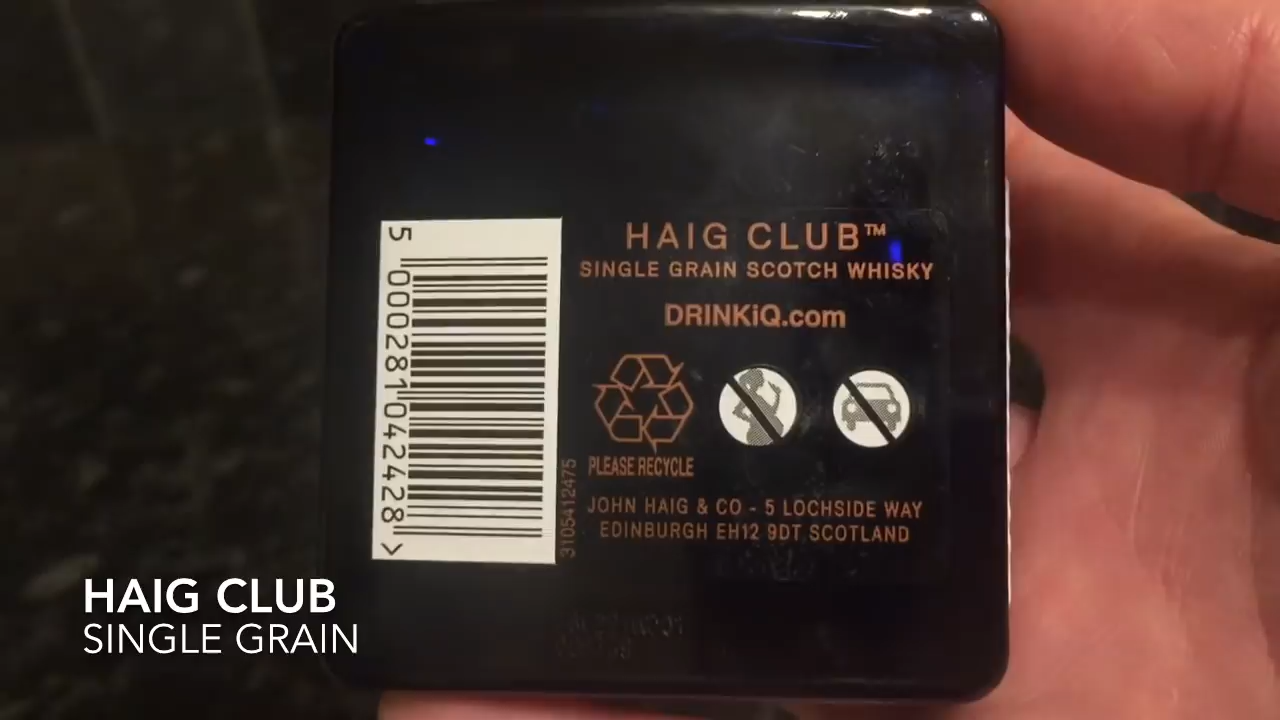 5 000281 042428 >
HAIG CLUB™
SINGLE GRAIN SCOTCH WHISKY
DRINKiQ.com
PLEASE RECYCLE
3105412475
JOHN HAIG & CO - 5 LOCHSIDE WAY
EDINBURGH EH12 9DT SCOTLAND
HAIG CLUB
SINGLE GRAIN